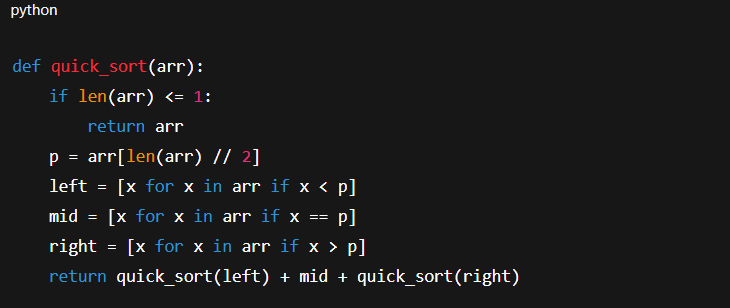 python
def quick_sort(arr):
    if len(arr) <= 1:
        return arr
    p = arr[len(arr) // 2]
    left = [x for x in arr if x < p]
    mid = [x for x in arr if x == p]
    right = [x for x in arr if x > p]
    return quick_sort(left) + mid + quick_sort(right)